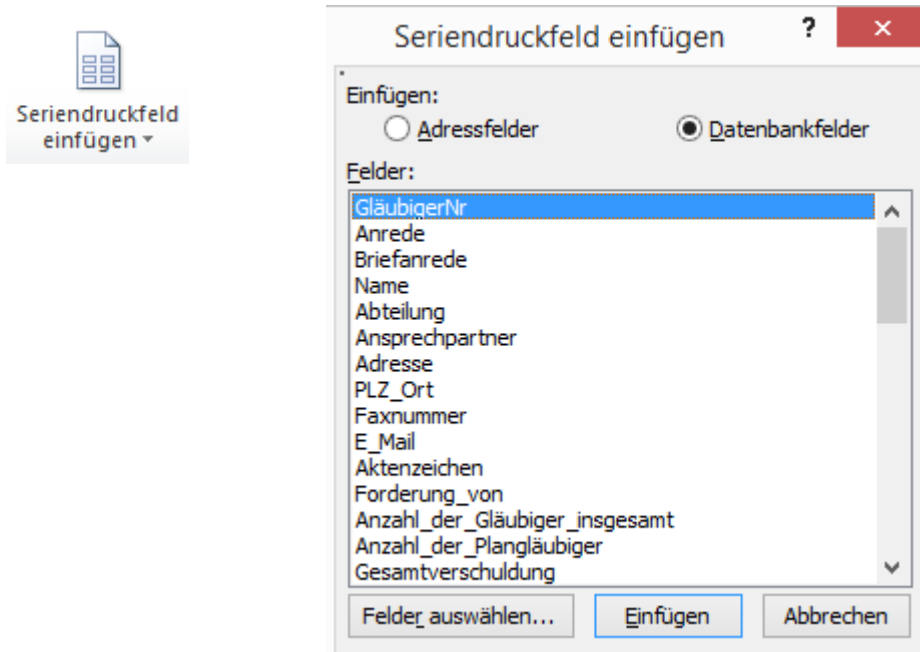 Seriendruckfeld
einfügen
Seriendruckfeld einfügen ? ×
Einfügen:
Adressfelder Datenbankfelder
Felder:
GläubigerNr
Anrede
Briefanrede
Name
Abteilung
Ansprechpartner
Adresse
PLZ_Ort
Faxnummer
E_Mail
Aktenzeichen
Forderung_von
Anzahl_der_Gläubiger_insgesamt
Anzahl_der_Plangläubiger
Gesamtverschuldung
Felder auswählen... Einfügen Abbrechen